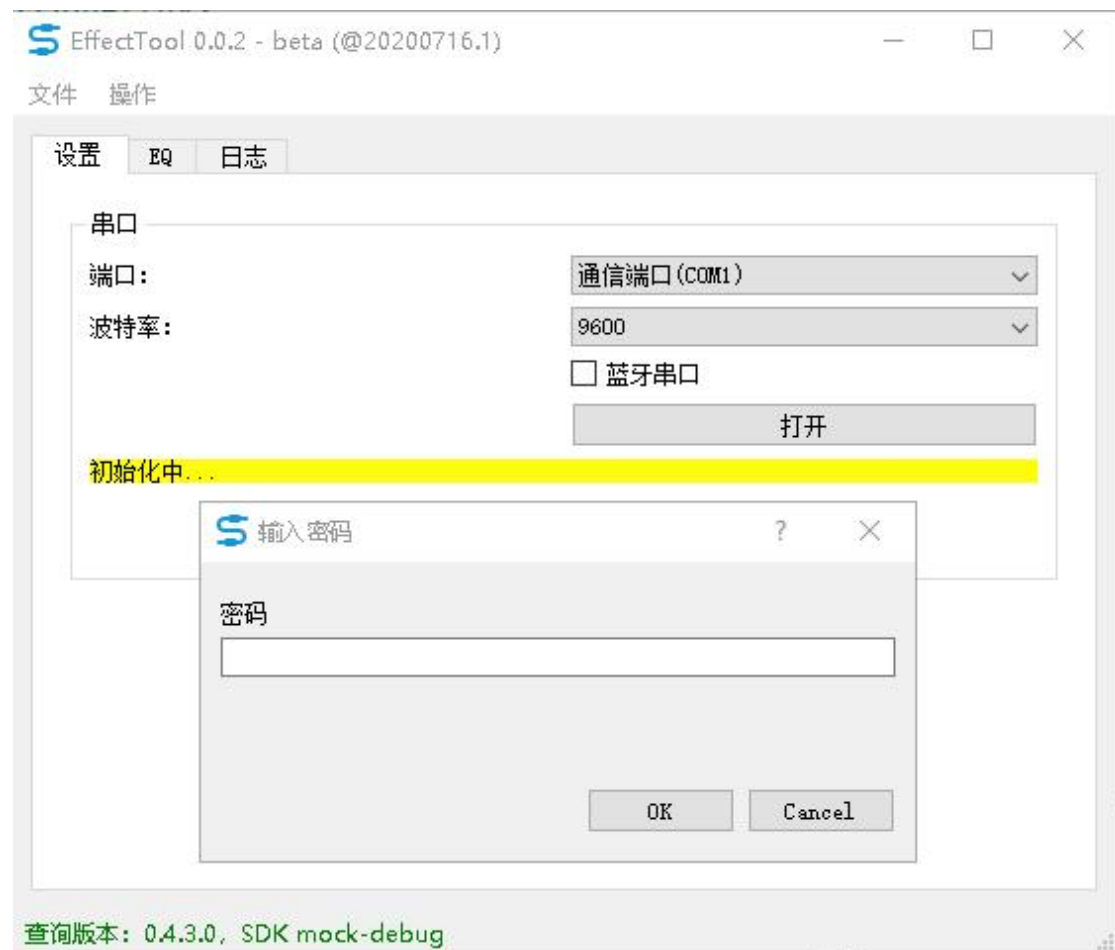 EffectTool 0.0.2 - beta (@20200716.1)
文件 操作
设置 EQ 日志
串口
端口: 通信端口(COM1)
波特率: 9600
蓝牙串口
打开
初始化中...
输入密码 ?
密码
OK Cancel
查询版本: 0.4.3.0, SDK mock-debug